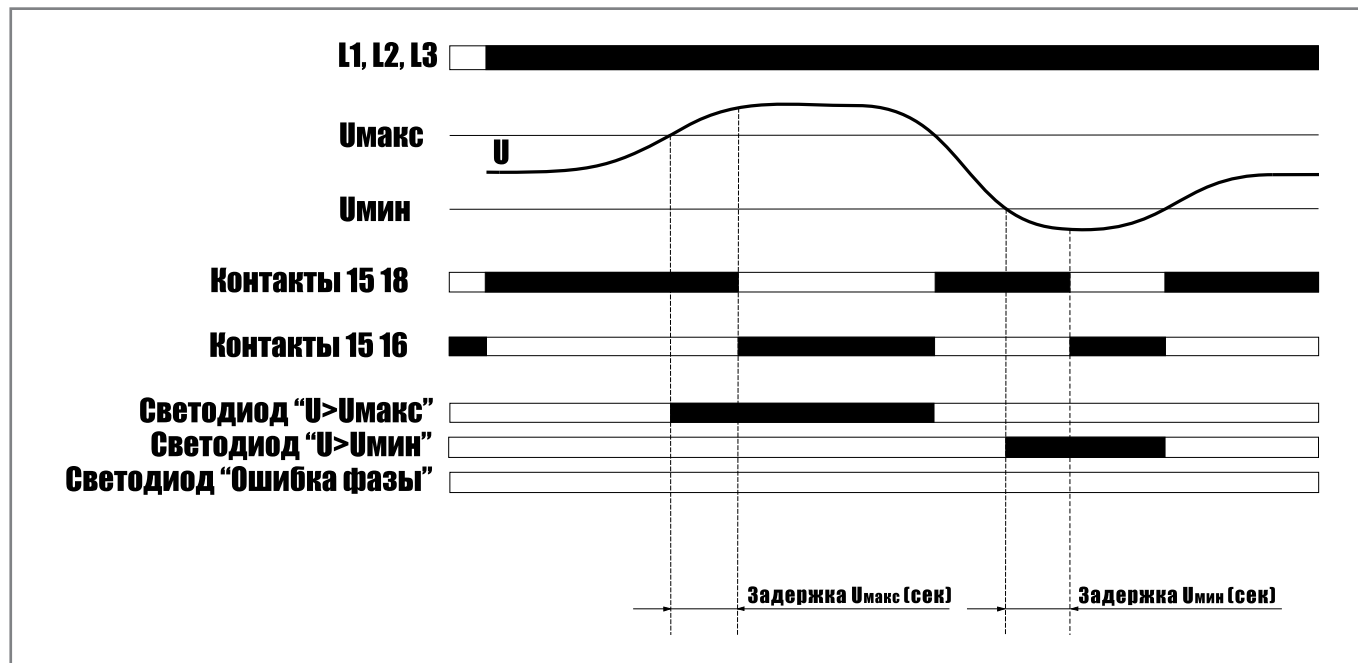 L1, L2, L3
Uмакс
U
Uмин
Контакты 15 18
Контакты 15 16
Светодиод “U>Uмакс”
Светодиод “U>Uмин”
Светодиод “Ошибка фазы”
Задержка Uмакс (сек)
Задержка Uмин (сек)